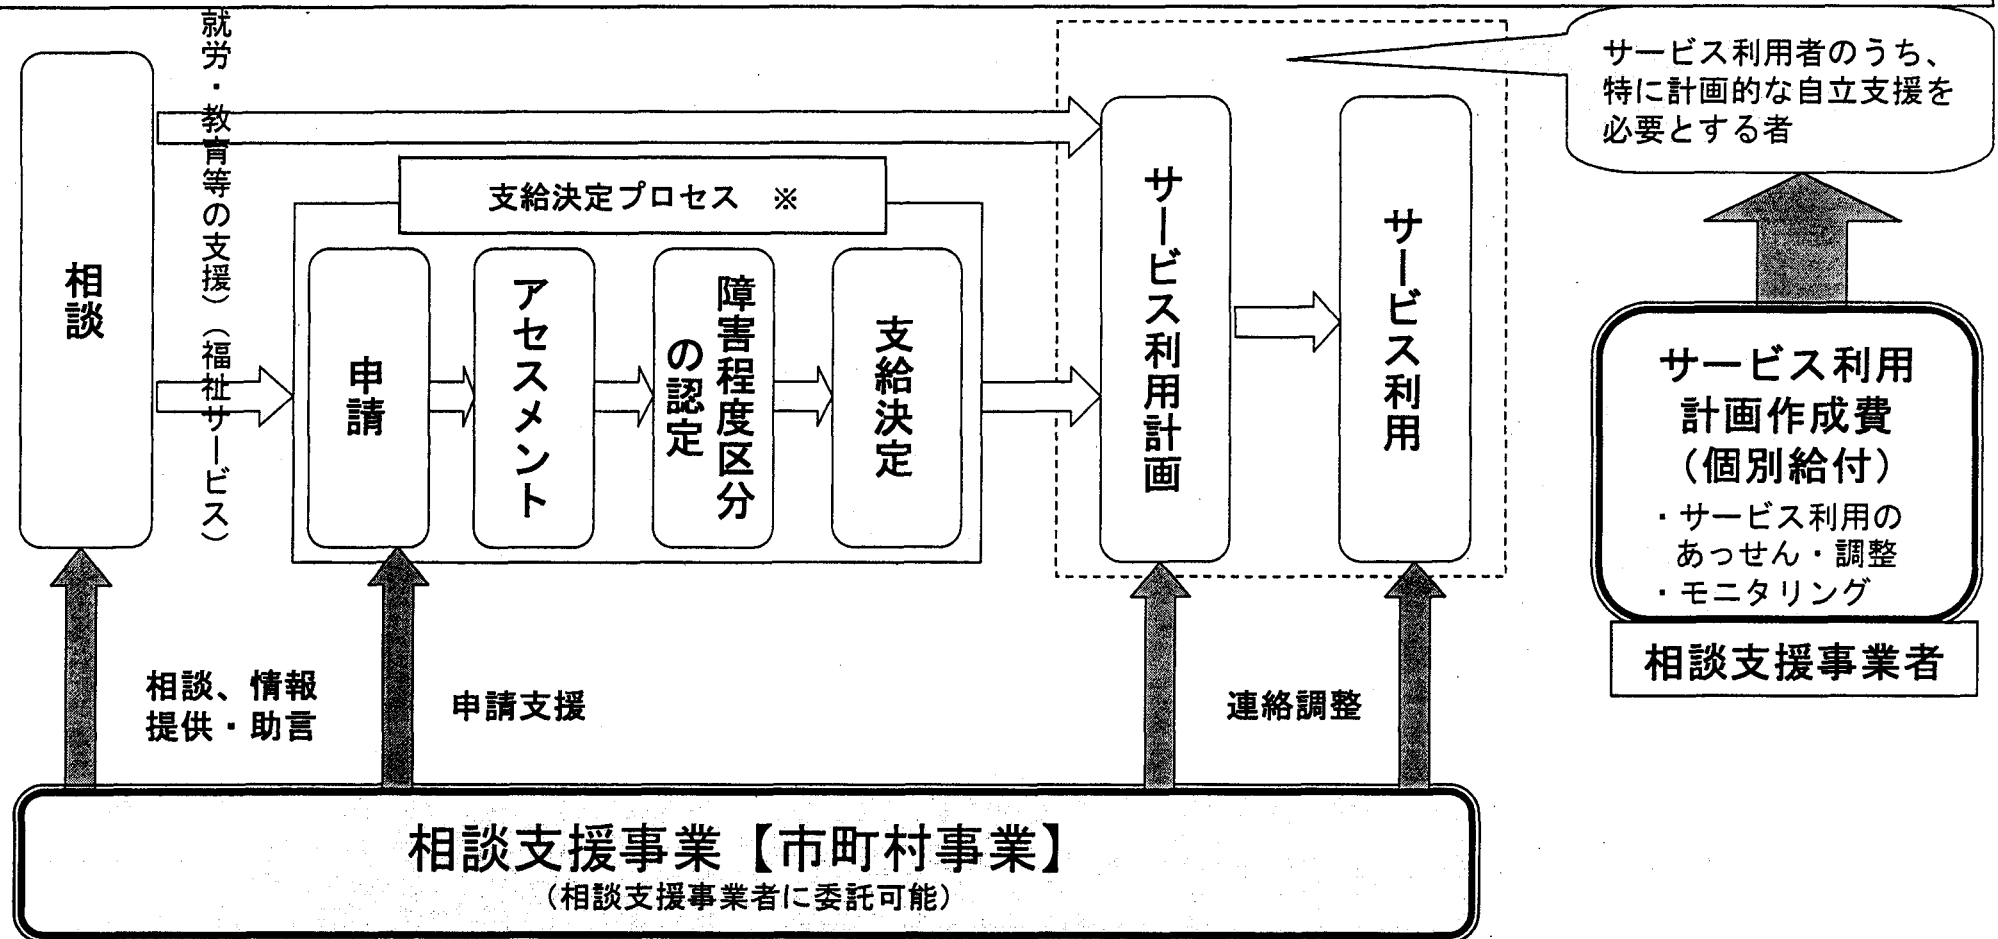 就労・教育等の支援）（福祉サービス）
相談
支給決定プロセス　※
申請
アセスメント
障害程度区分
の認定
支給決定
サービス利用計画
サービス利用
サービス利用者のうち、
特に計画的な自立支援を
必要とする者
サービス利用
計画作成費
（個別給付）
・サービス利用の
あっせん・調整
・モニタリング
相談支援事業者
相談、情報
提供・助言
申請支援
連絡調整
相談支援事業【市町村事業】
（相談支援事業者に委託可能）